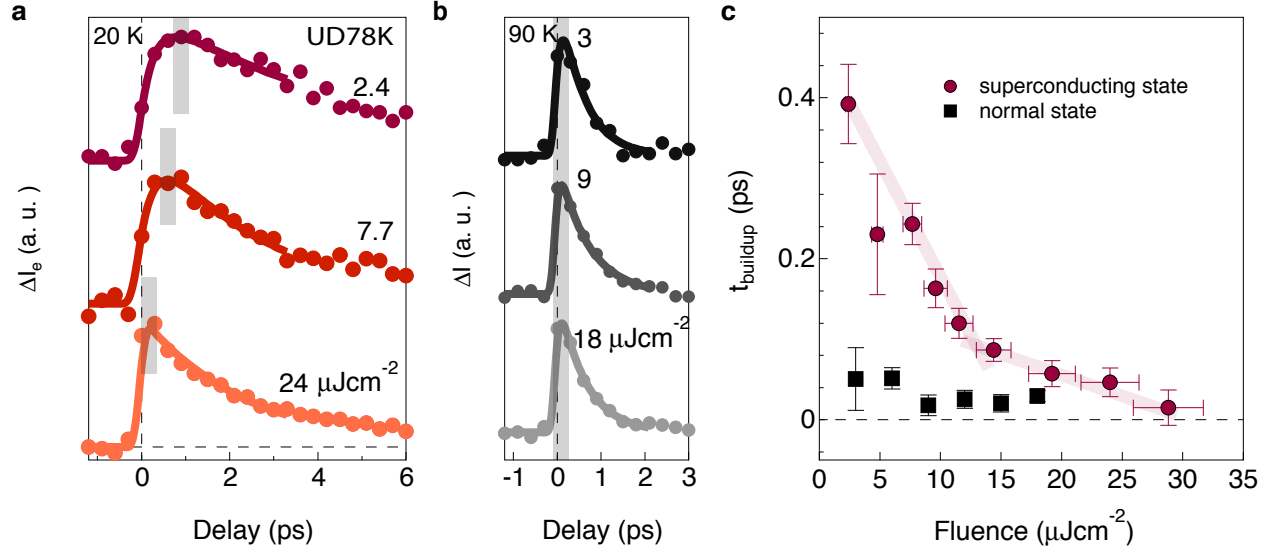 a
20 K
UD78K
2.4
7.7
24 μJcm⁻²
ΔIₑ (a. u.)
0
2
4
6
Delay (ps)
b
90 K
3
9
18 μJcm⁻²
ΔI (a. u.)
-1
0
1
2
3
Delay (ps)
c
superconducting state
normal state
t_buildup (ps)
0.4
0.2
0
0
5
10
15
20
25
30
35
Fluence (μJcm⁻²)